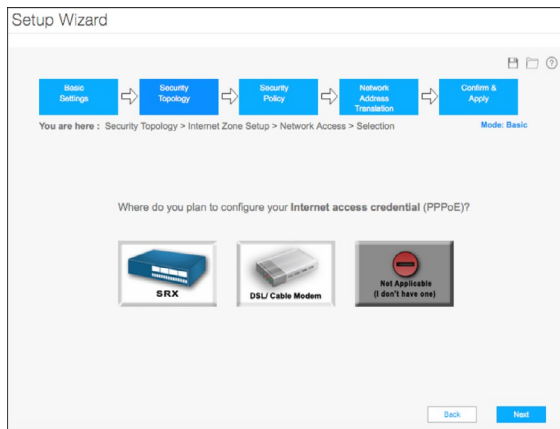 Setup Wizard
Basic
Settings
Security
Topology
Security
Policy
Network
Address
Translation
Confirm &
Apply
You are here : Security Topology > Internet Zone Setup > Network Access > Selection
Mode: Basic
Where do you plan to configure your Internet access credential (PPPoE)?
SRX
DSL/ Cable Modem
Not Applicable
(I don't have one)
Back
Next